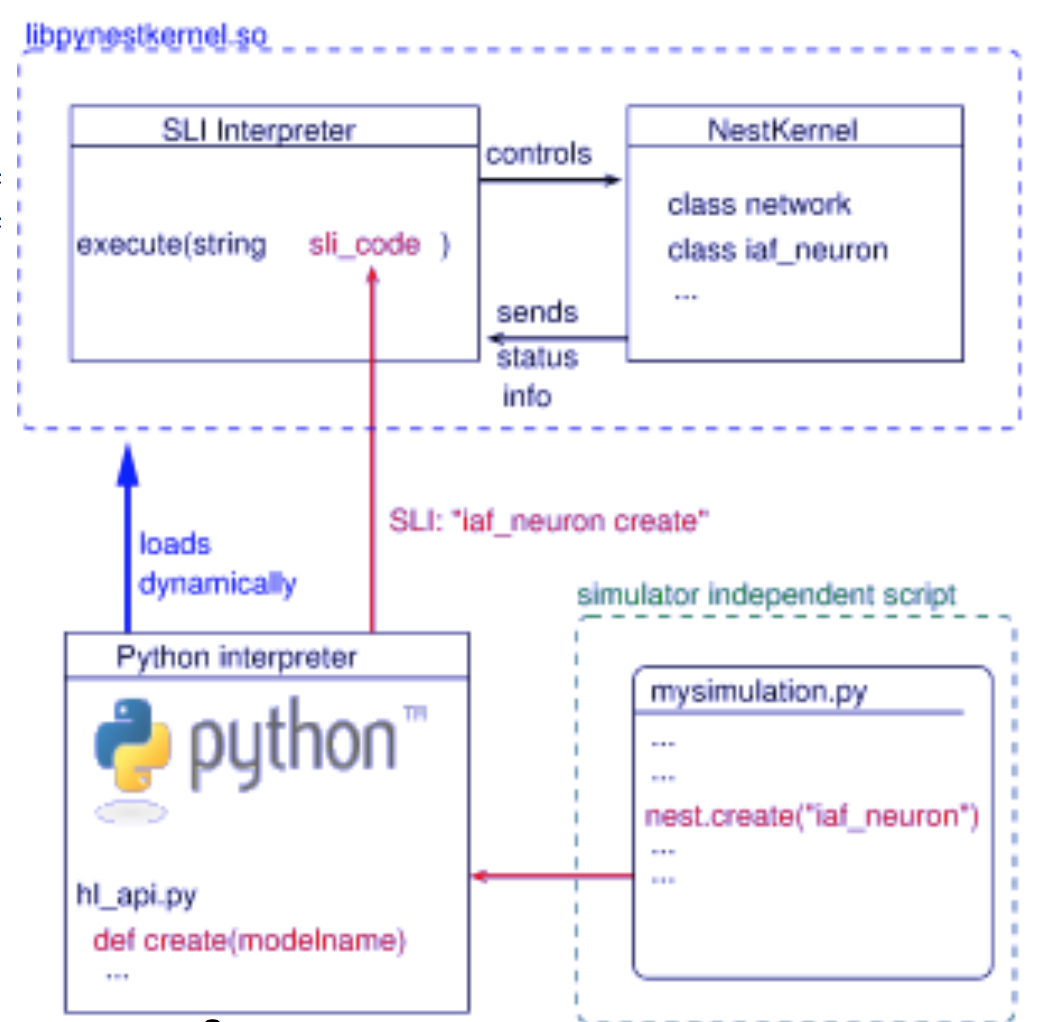 libpynestkernel.so
SLI Interpreter
NestKernel
controls
class network
execute(string sli_code )
class iaf_neuron
...
sends
status
info
SLI: "iaf_neuron create"
loads
dynamically
simulator independent script
Python interpreter
mysimulation.py
python
...
...
nest.create("iaf_neuron")
...
...
hl_api.py
def create(modelname)
...